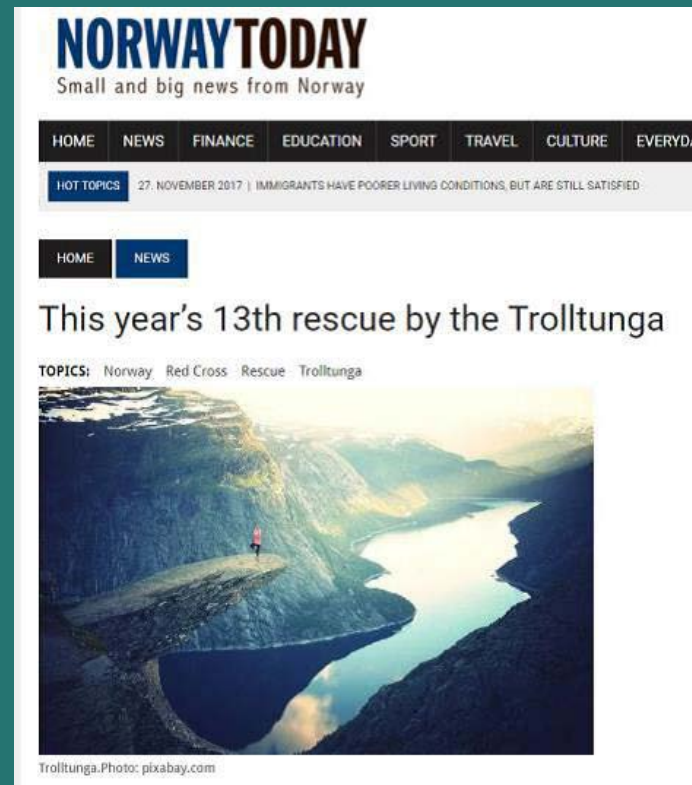 NORWAYTODAY
Small and big news from Norway
HOME NEWS FINANCE EDUCATION SPORT TRAVEL CULTURE
HOT TOPICS 27. NOVEMBER 2017 | IMMIGRANTS HAVE POORER LIVING CONDITIONS, BUT ARE STILL SATISFIED
HOME NEWS
This year's 13th rescue by the Trolltunga
TOPICS: Norway Red Cross Rescue Trolltunga
Trolltunga.Photo: pixabay.com